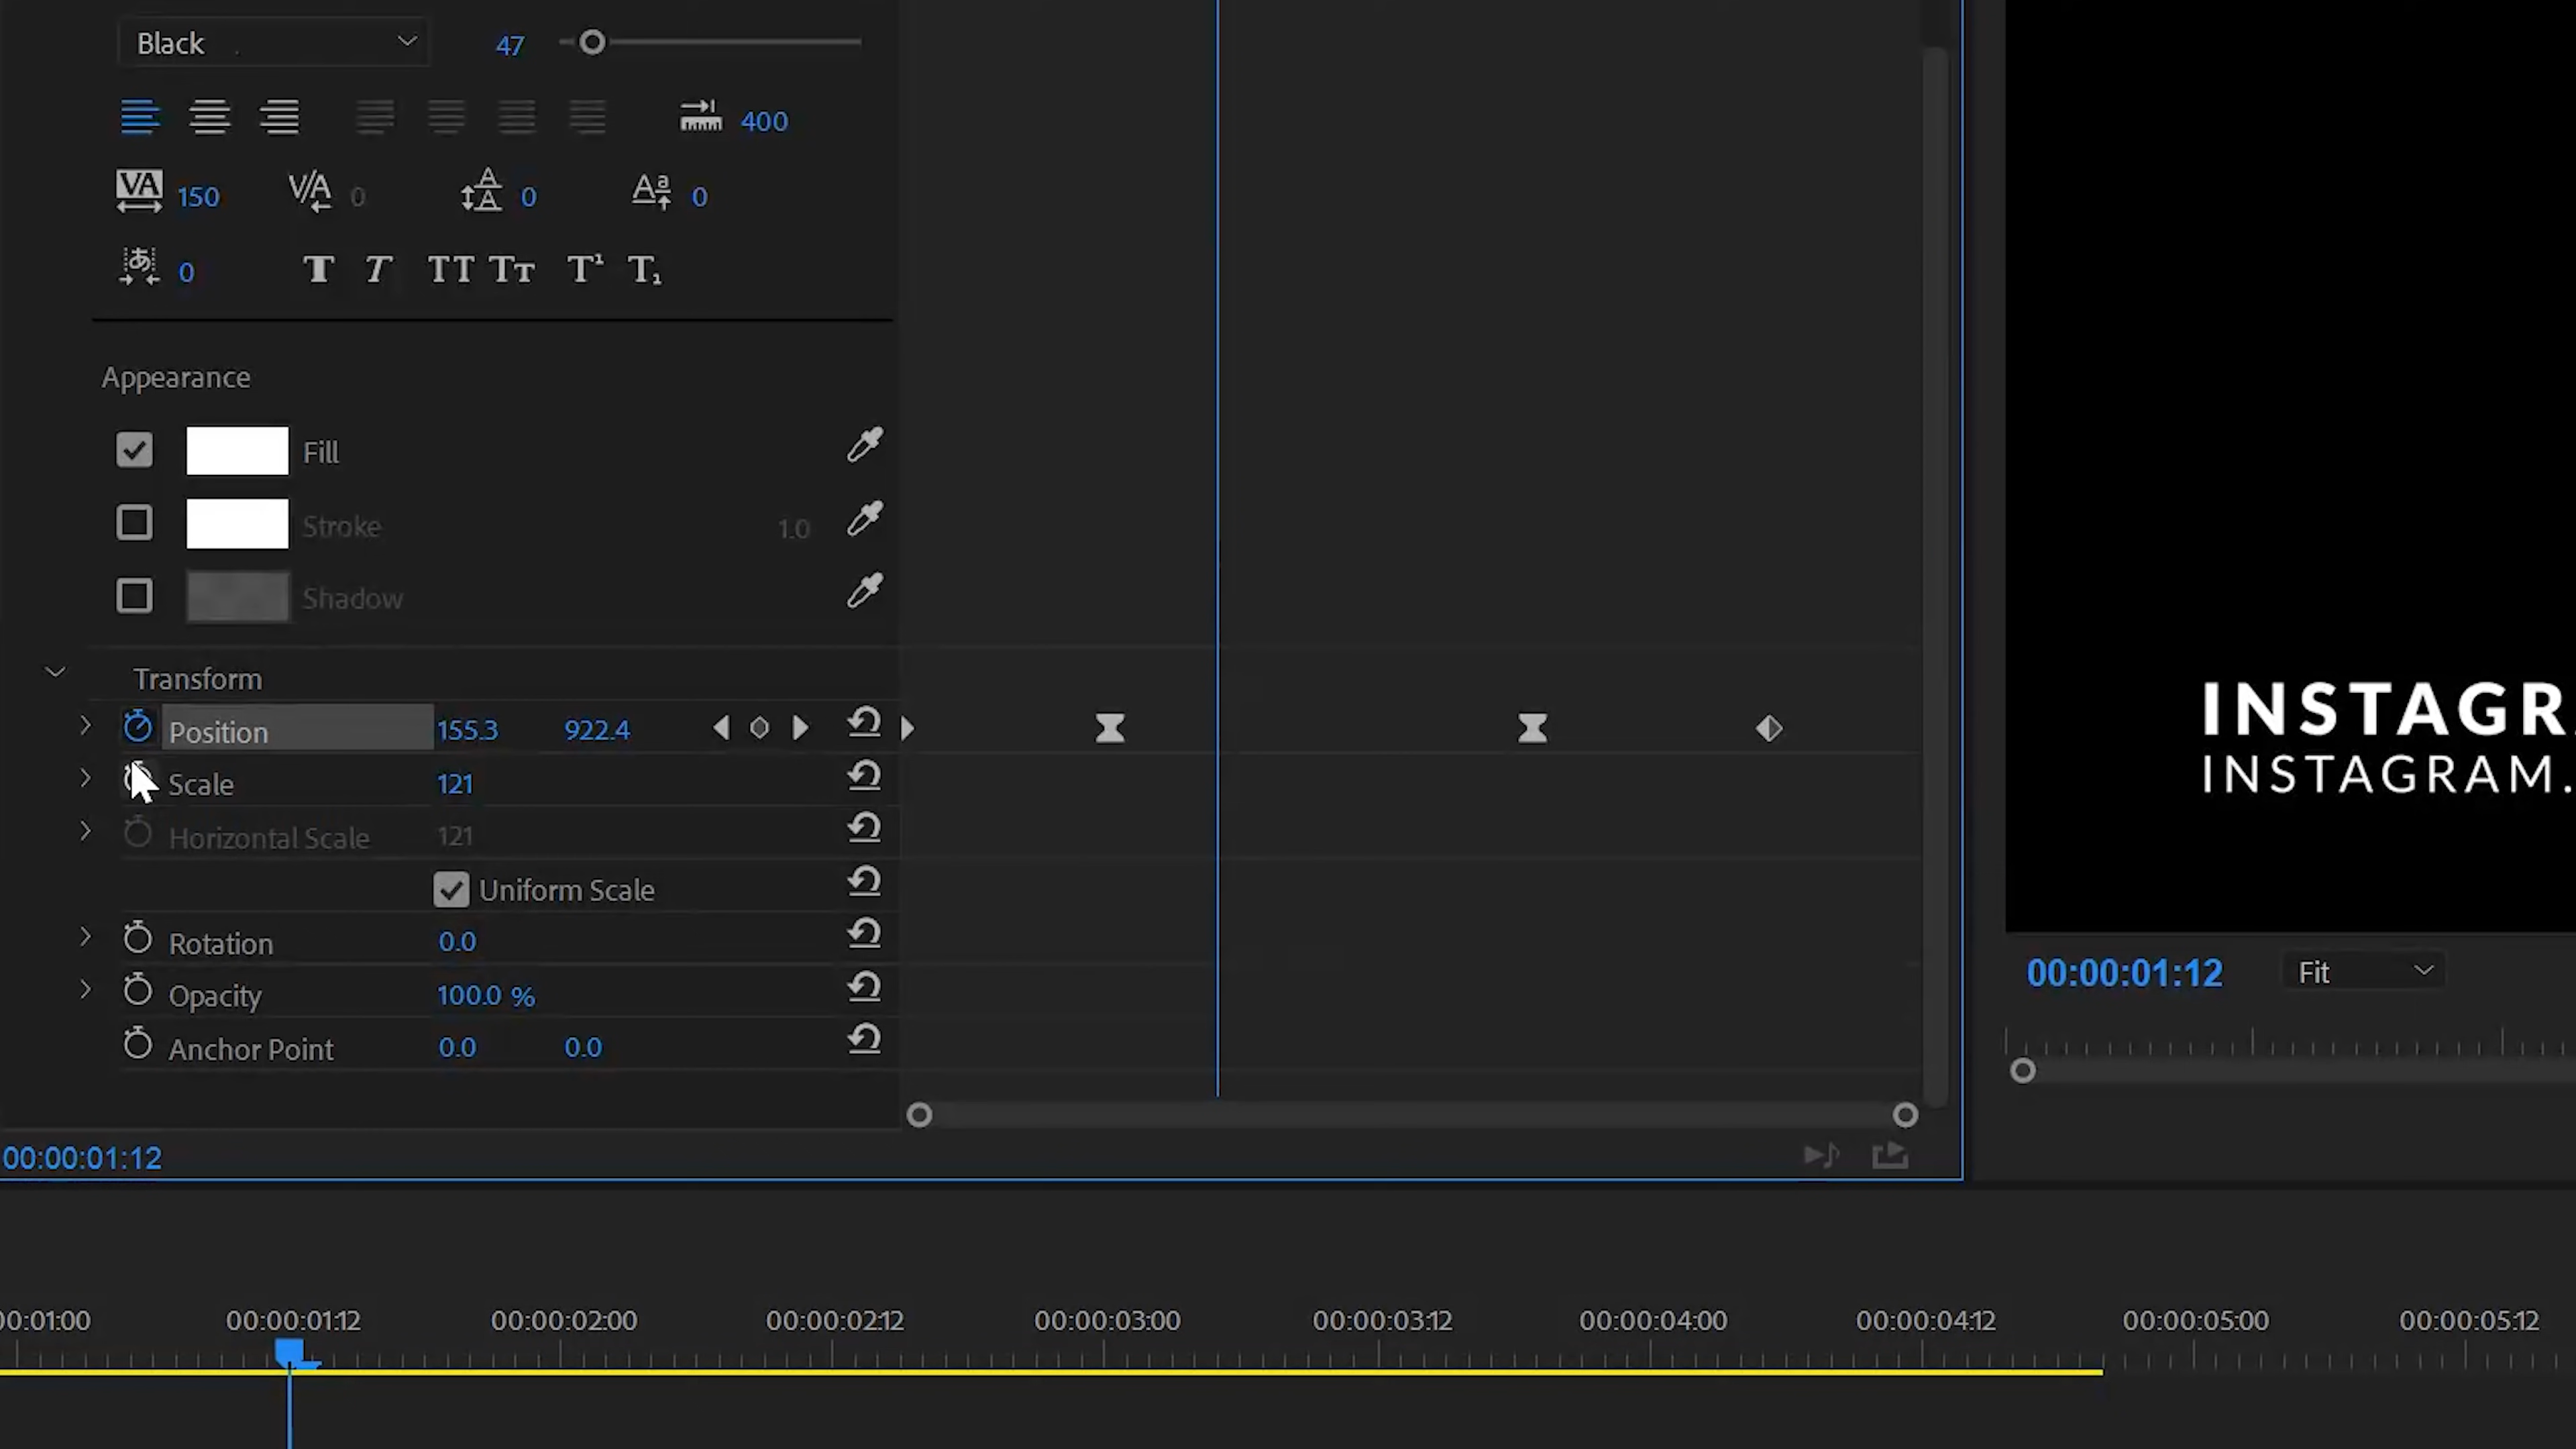 Black 47
400
150 0 0 0
0 T T TT TT T¹ T₁
Appearance
Fill
Stroke 1.0
Shadow
Transform
Position 155.3 922.4
Scale 121
Horizontal Scale 121
Uniform Scale
Rotation 0.0
Opacity 100.0 %
Anchor Point 0.0 0.0
00:00:01:12
INSTAGR
INSTAGRAM.
00:00:01:12 Fit
00:01:00 00:00:01:12 00:00:02:00 00:00:02:12 00:00:03:00 00:00:03:12 00:00:04:00 00:00:04:12 00:00:05:00 00:00:05:12